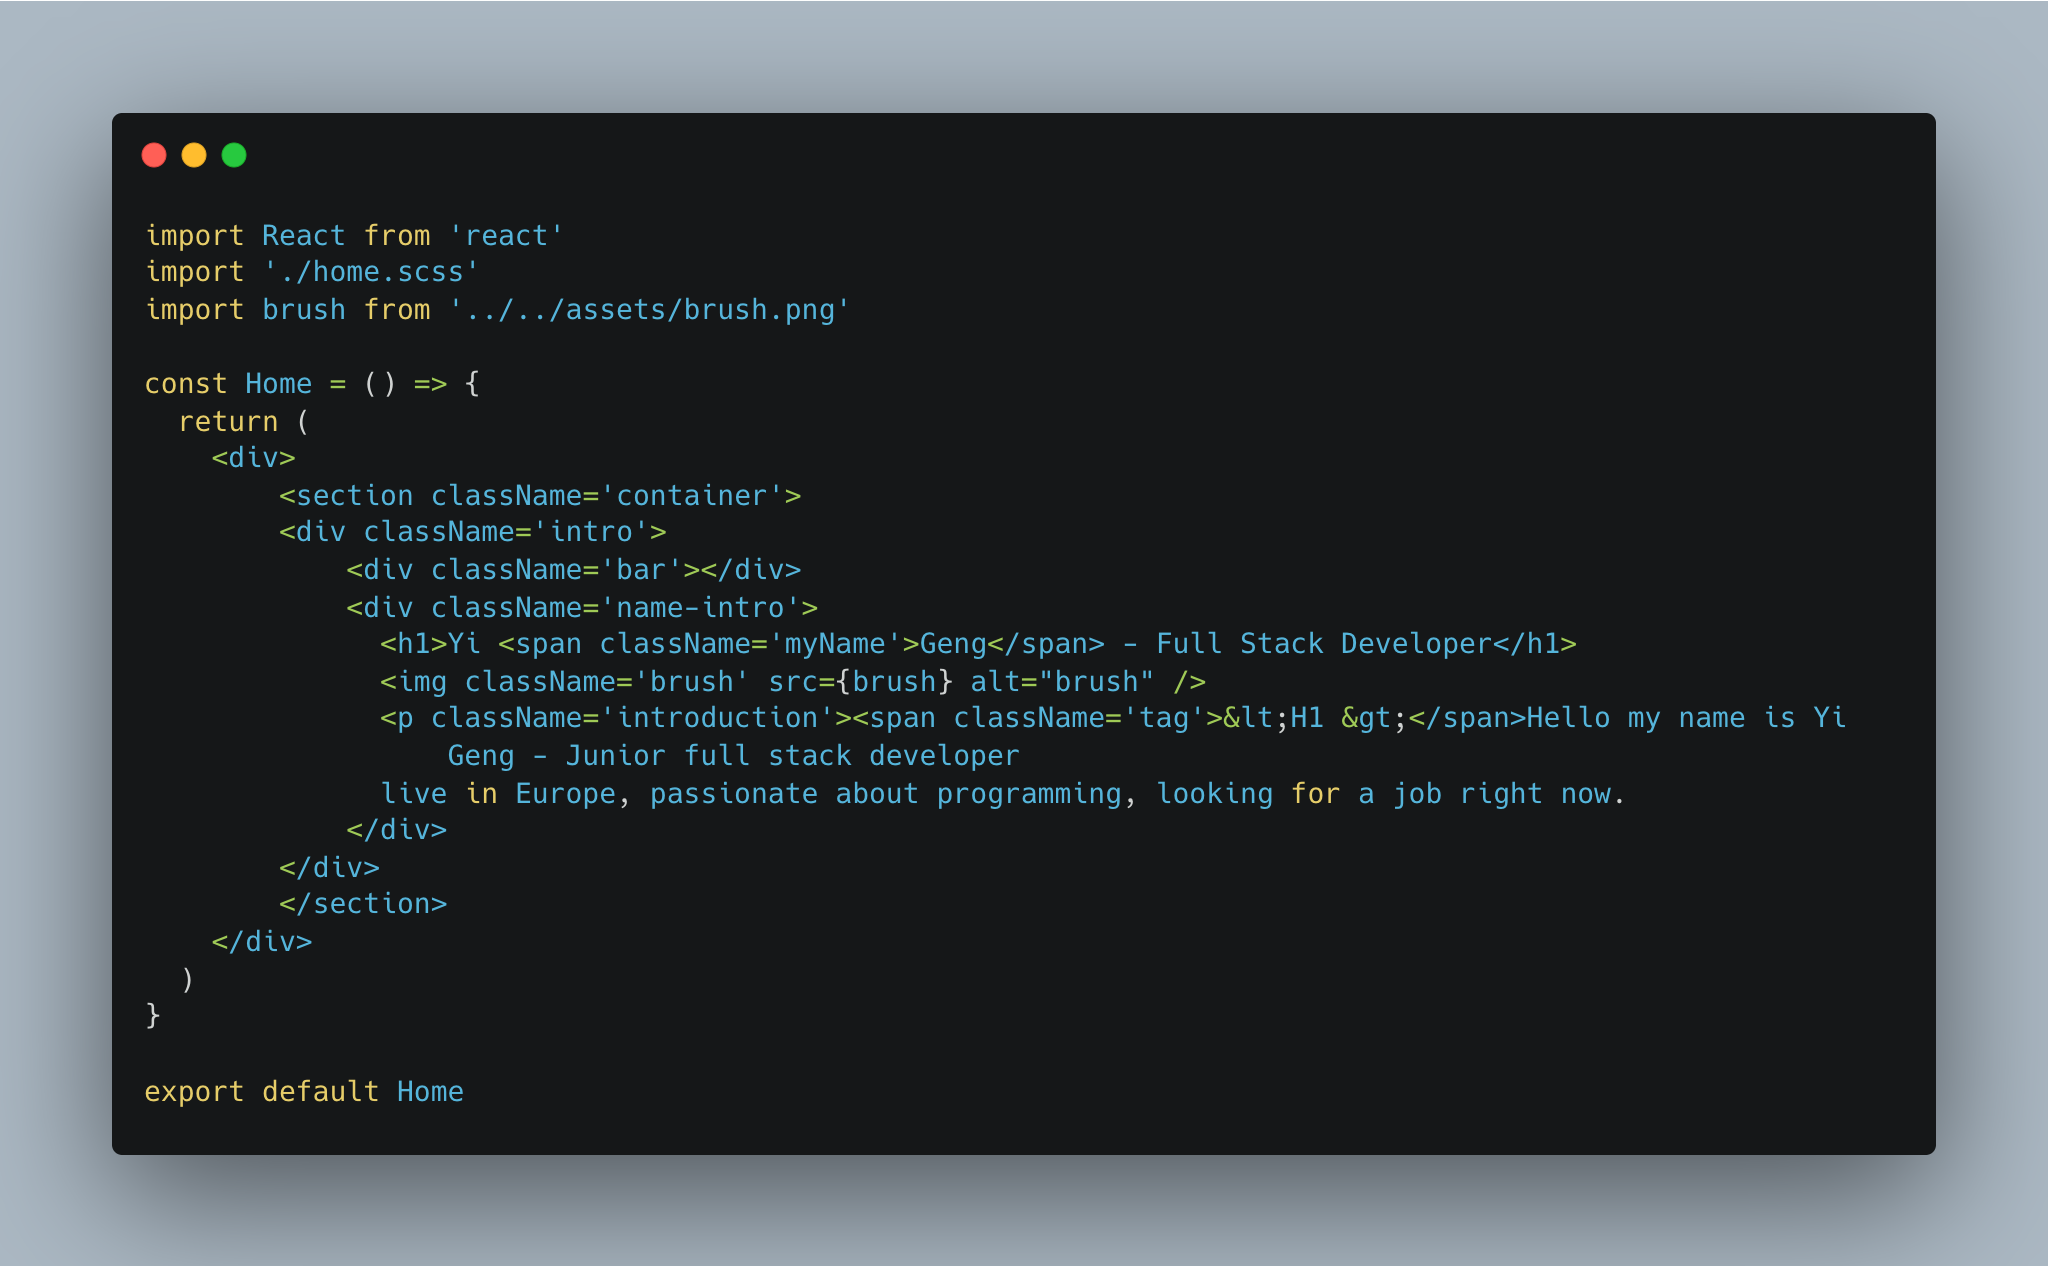 import React from 'react'
import './home.scss'
import brush from '../../assets/brush.png'

const Home = () => {
  return (
    <div>
        <section className='container'>
        <div className='intro'>
            <div className='bar'></div>
            <div className='name-intro'>
              <h1>Yi <span className='myName'>Geng</span> - Full Stack Developer</h1>
              <img className='brush' src={brush} alt="brush" />
              <p className='introduction'><span className='tag'>&lt;H1 &gt;</span>Hello my name is Yi
                  Geng - Junior full stack developer
              live in Europe, passionate about programming, looking for a job right now.
            </div>
        </div>
        </section>
    </div>
  )
}

export default Home